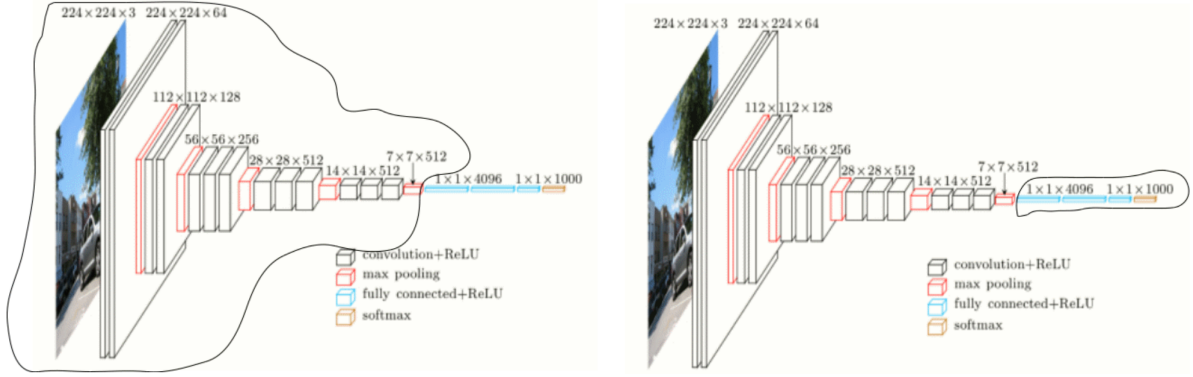 224×224×3 224×224×64
112×112×128
56×56×256
28×28×512
14×14×512
7×7×512
1×1×4096 1×1×1000
convolution+ReLU
max pooling
fully connected+ReLU
softmax
224×224×3 224×224×64
112×112×128
56×56×256
28×28×512
14×14×512
7×7×512
1×1×4096 1×1×1000
convolution+ReLU
max pooling
fully connected+ReLU
softmax